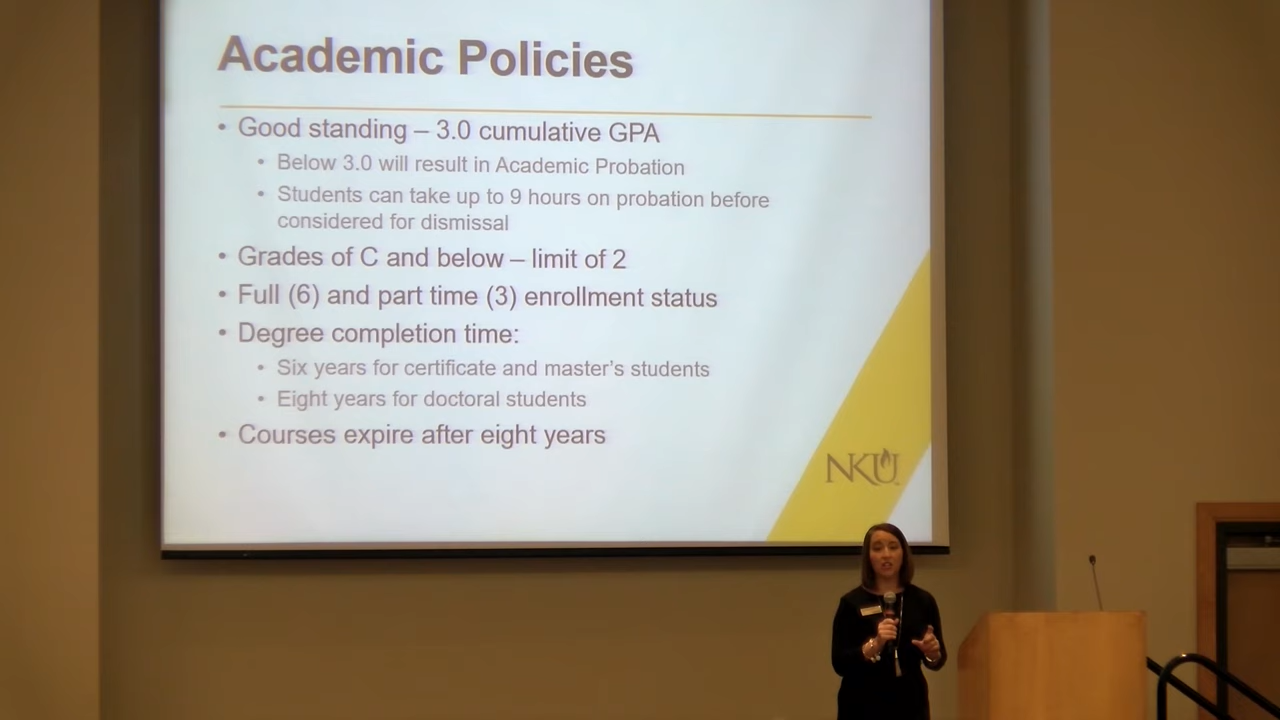 Academic Policies
• Good standing – 3.0 cumulative GPA
• Below 3.0 will result in Academic Probation
• Students can take up to 9 hours on probation before
considered for dismissal
• Grades of C and below – limit of 2
• Full (6) and part time (3) enrollment status
• Degree completion time:
• Six years for certificate and master's students
• Eight years for doctoral students
• Courses expire after eight years
NKU